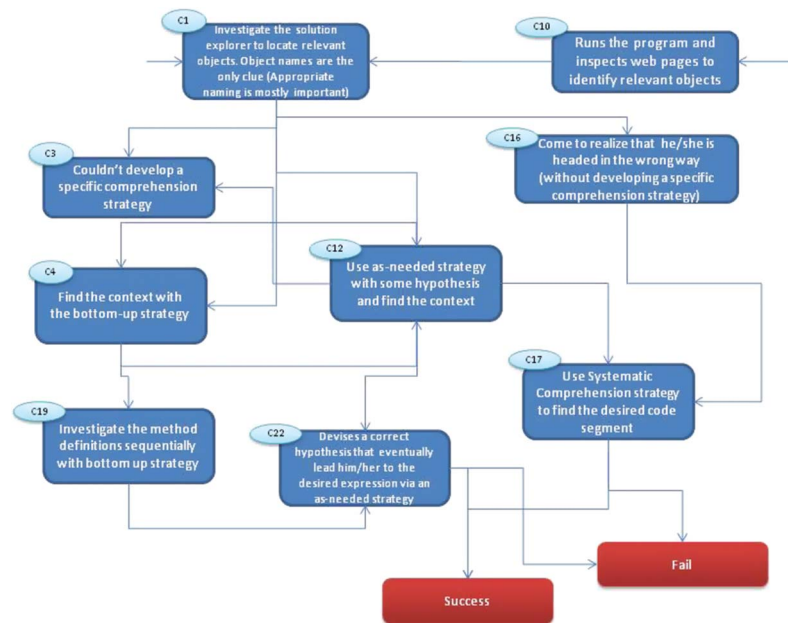 C1
Investigate the solution
explorer to locate relevant
objects. Object names are the
only clue (Appropriate
naming is mostly important)
C10
Runs the program and
inspects web pages to
identify relevant objects
C3
Couldn't develop a
specific comprehension
strategy
C16
Come to realize that he/she is
headed in the wrong way
(without developing a specific
comprehension strategy)
C4
Find the context with
the bottom-up strategy
C12
Use as-needed strategy
with some hypothesis
and find the context
C17
Use Systematic
Comprehension strategy
to find the desired code
segment
C19
Investigate the method
definitions sequentially
with bottom up strategy
C22
Devises a correct
hypothesis that eventually
lead him/her to the
desired expression via an
as-needed strategy
Fail
Success